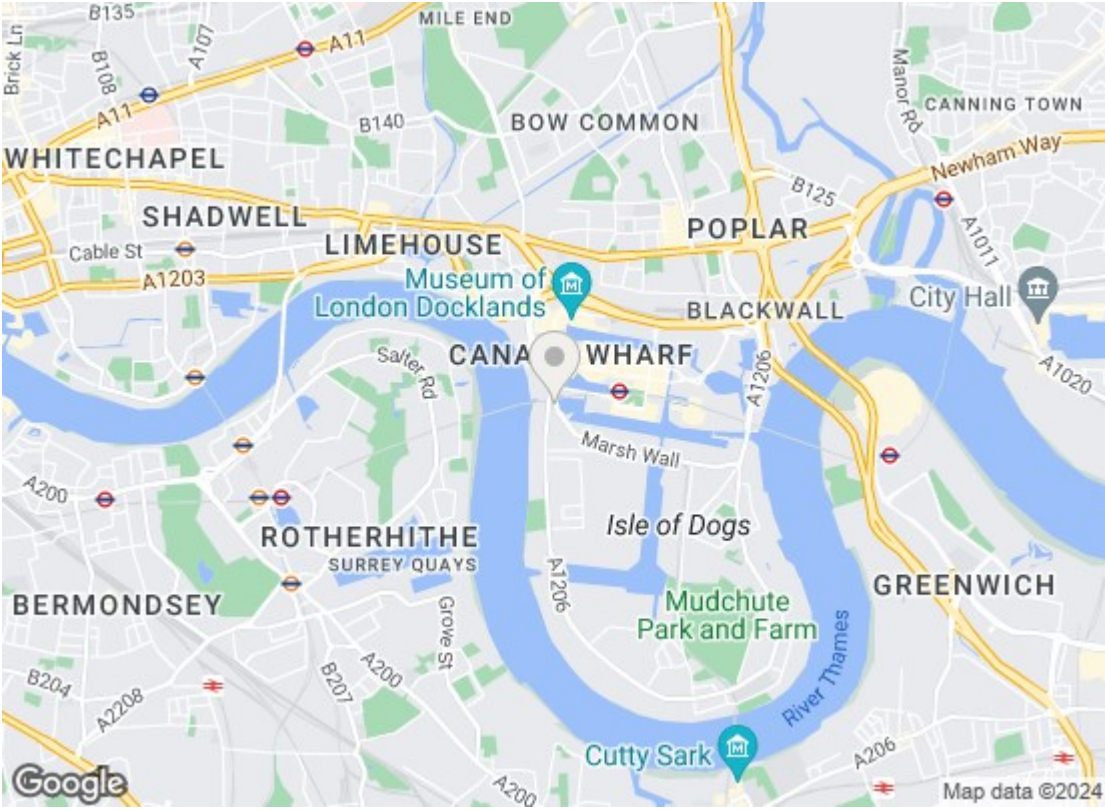 B135
MILE END
Brick Ln
B108
A107
A11
A11
B140
BOW COMMON
Manor Rd
CANNING TOWN
WHITECHAPEL
Newham Way
B125
SHADWELL
POPLAR
A1011
LIMEHOUSE
Cable St
A1203
Museum of
London Docklands
City Hall
BLACKWALL
CANA
WHARF
Salter Rd
A1206
A1020
Marsh Wall
A200
Isle of Dogs
ROTHERHITHE
SURREY QUAYS
A1206
GREENWICH
BERMONDSEY
Mudchute
Park and Farm
Grove St
River Thames
B204
A2208
B207
A200
Cutty Sark
A206
A200
Google
Map data ©2024